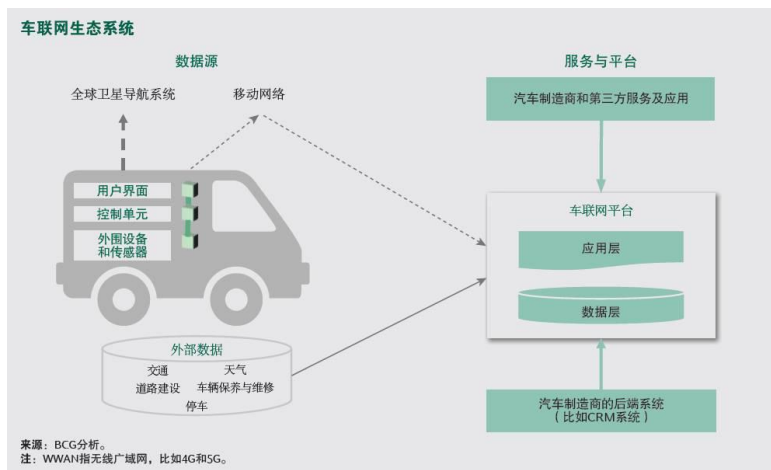 车联网生态系统
数据源
服务与平台
全球卫星导航系统
移动网络
汽车制造商和第三方服务及应用
用户界面
控制单元
外围设备
和传感器
车联网平台
应用层
数据层
外部数据
交通
天气
道路建设
车辆保养与维修
停车
汽车制造商的后端系统
（比如CRM系统）
来源：BCG分析。
注：WWAN指无线广域网，比如4G和5G。